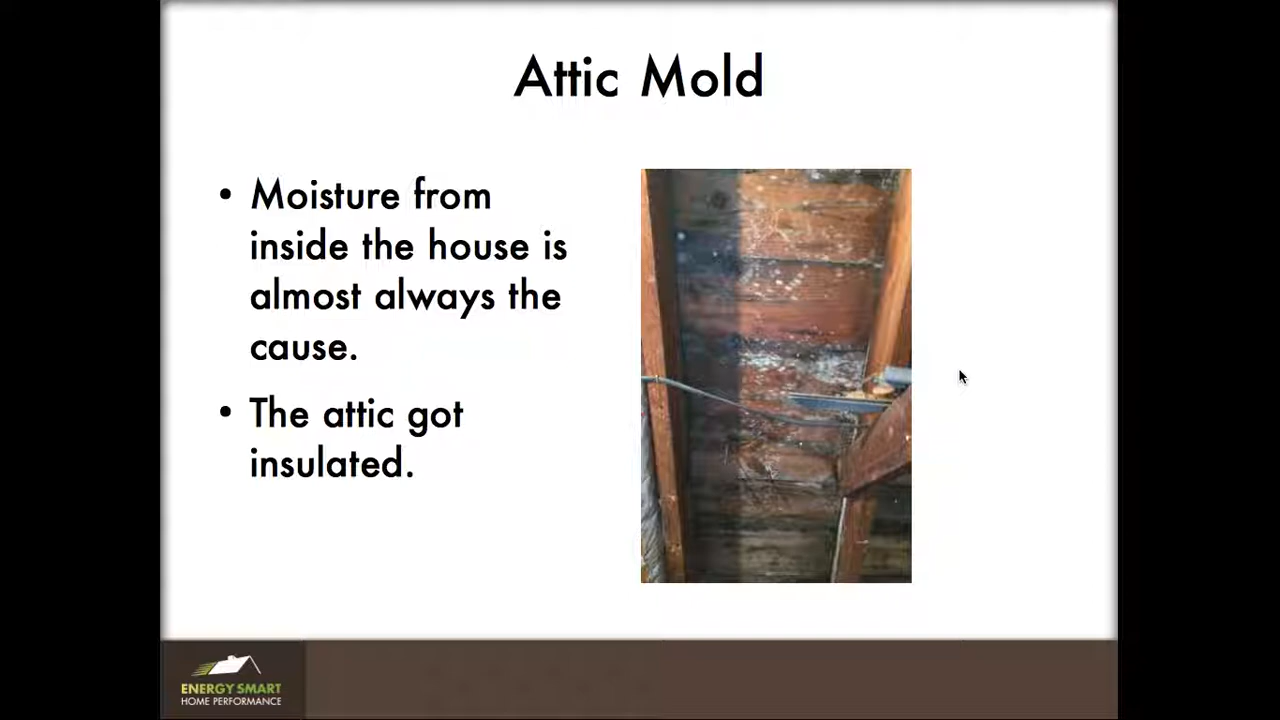 Attic Mold
• Moisture from
inside the house is
almost always the
cause.
• The attic got
insulated.
ENERGY SMART
HOME PERFORMANCE